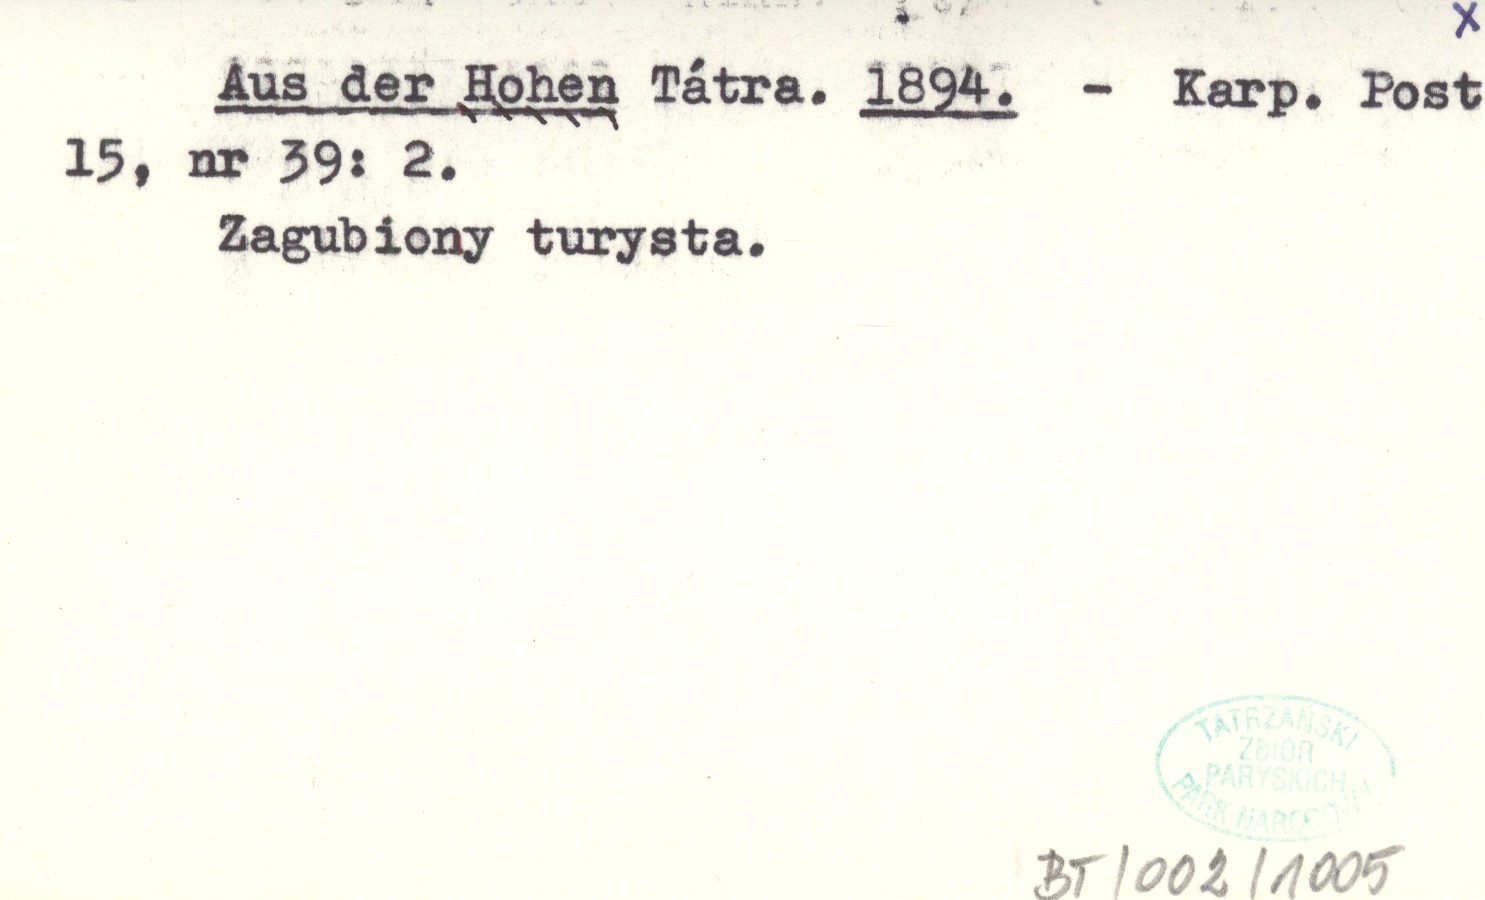 x
Aus der Hohen Tátra. 1894. - Karp. Post
15, nr 39: 2.
Zagubiony turysta.
TATRZAŃSKI
ZBIÓR
PARYSKICH
PARK NARODOWY
BT/002/1005